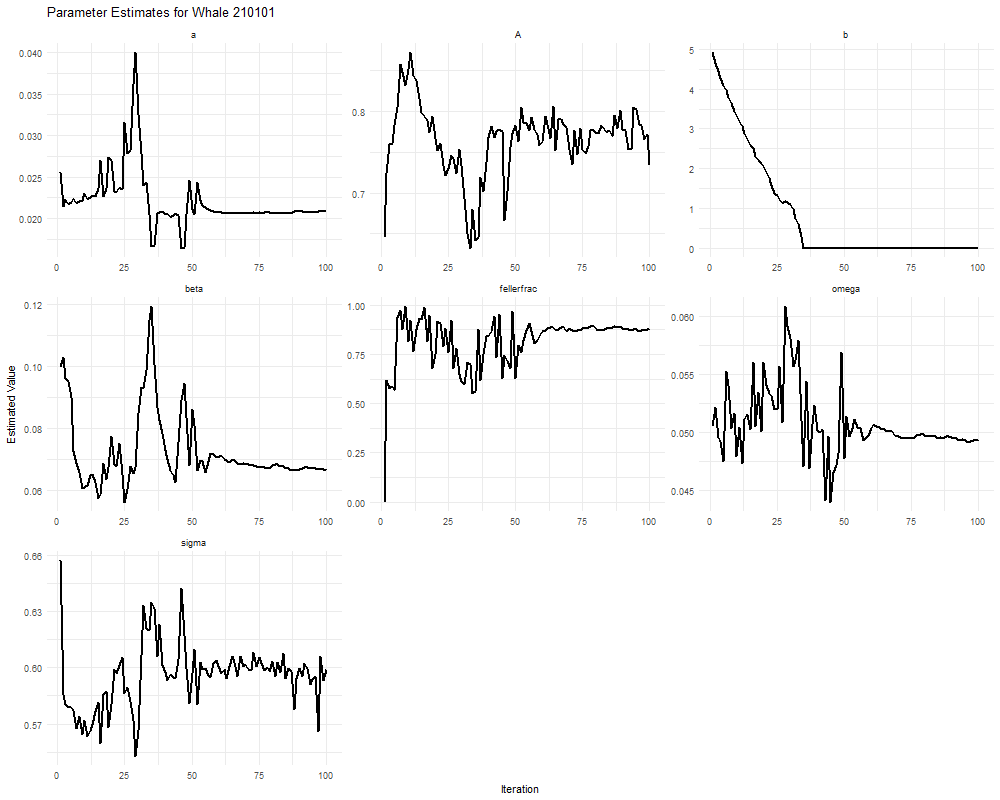 Parameter Estimates for Whale 210101
a
A
b
0.040
0.035
0.030
0.025
0.020
0 25 50 75 100
0.8
0.7
0 25 50 75 100
5
4
3
2
1
0
0 25 50 75 100
beta
fellerfrac
omega
0.12
0.10
0.08
0.06
0 25 50 75 100
1.00
0.75
0.50
0.25
0.00
0 25 50 75 100
0.060
0.055
0.050
0.045
0 25 50 75 100
sigma
0.66
0.63
0.60
0.57
0 25 50 75 100
Estimated Value
Iteration